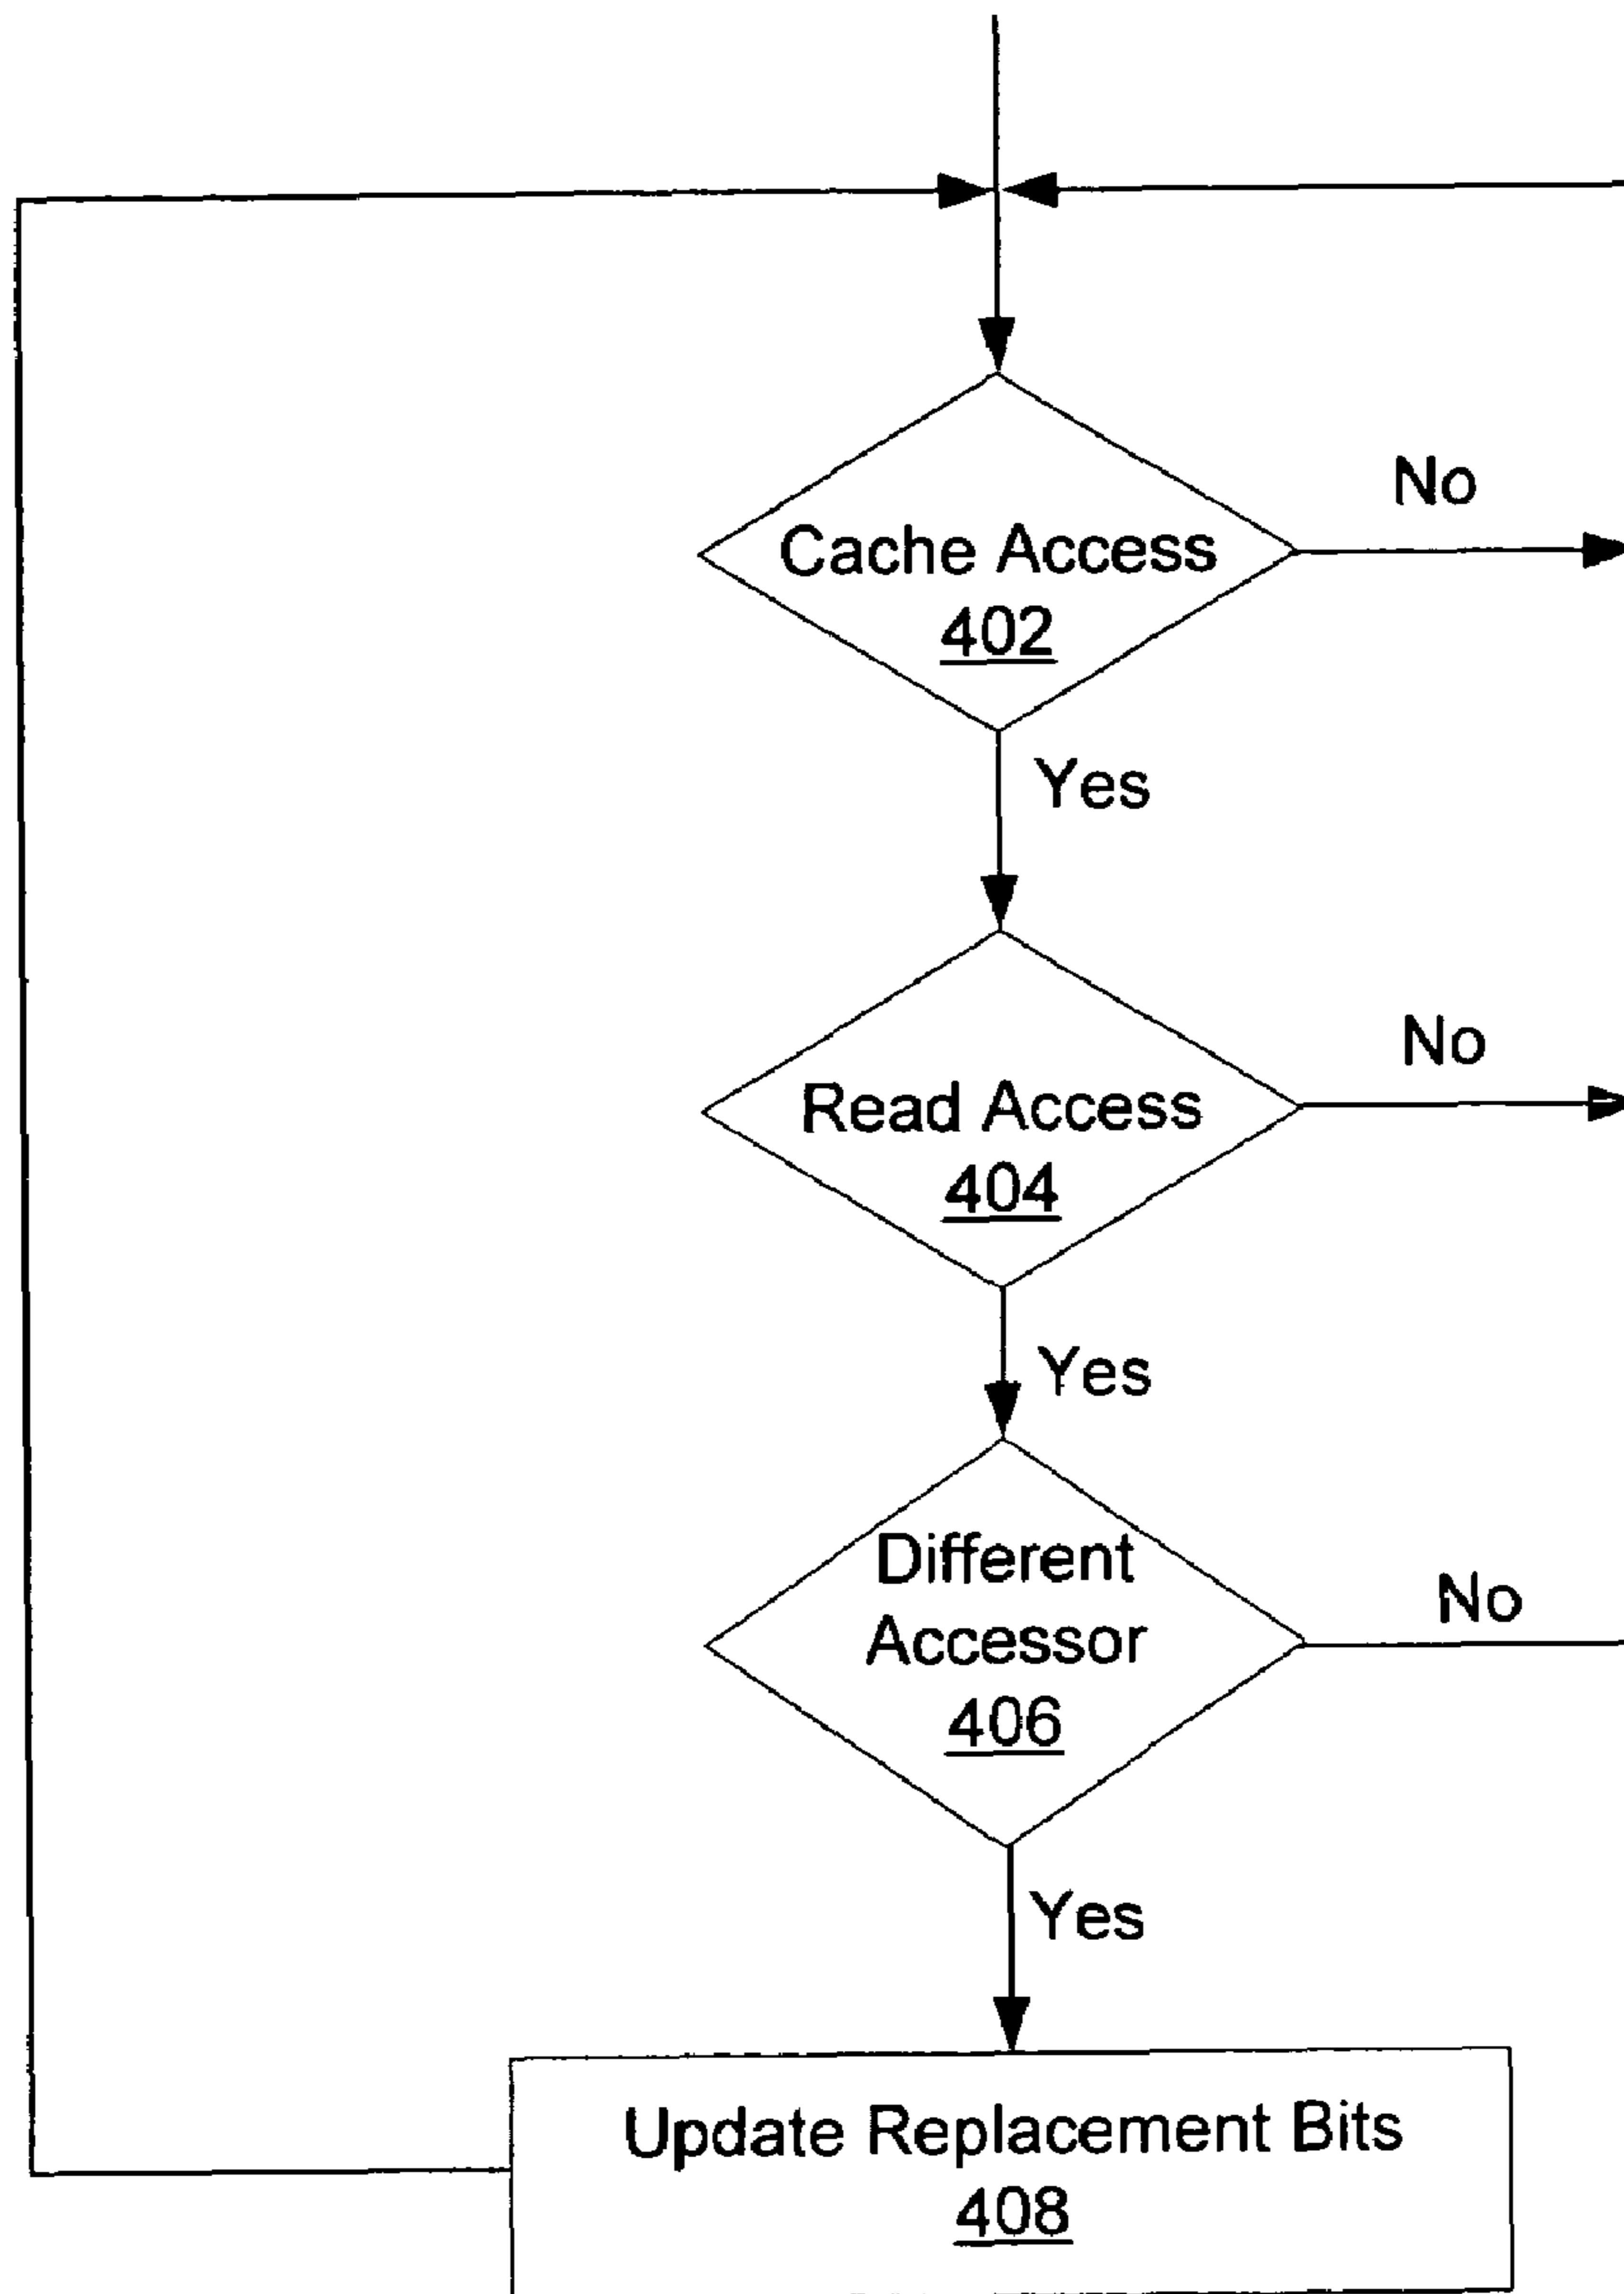 No
Cache Access
402
Yes
No
Read Access
404
Yes
Different
Accessor
406
No
Yes
Update Replacement Bits
408